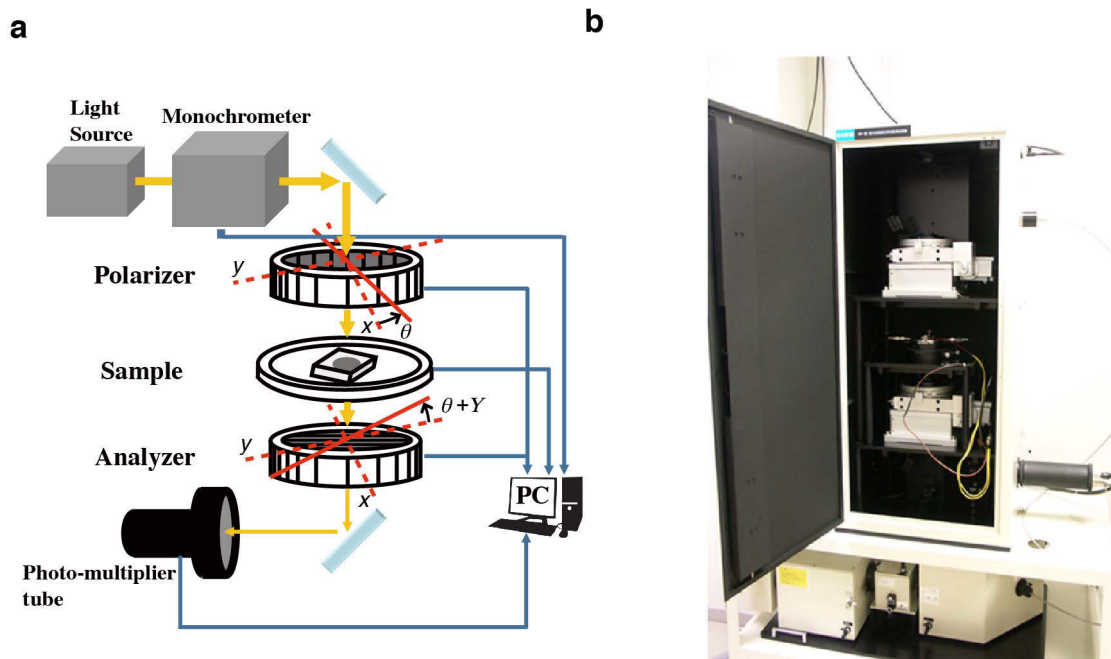 a
b
Light
Source
Monochrometer
Polarizer
y
x
θ
Sample
θ+Y
Analyzer
y
x
PC
Photo-multiplier
tube